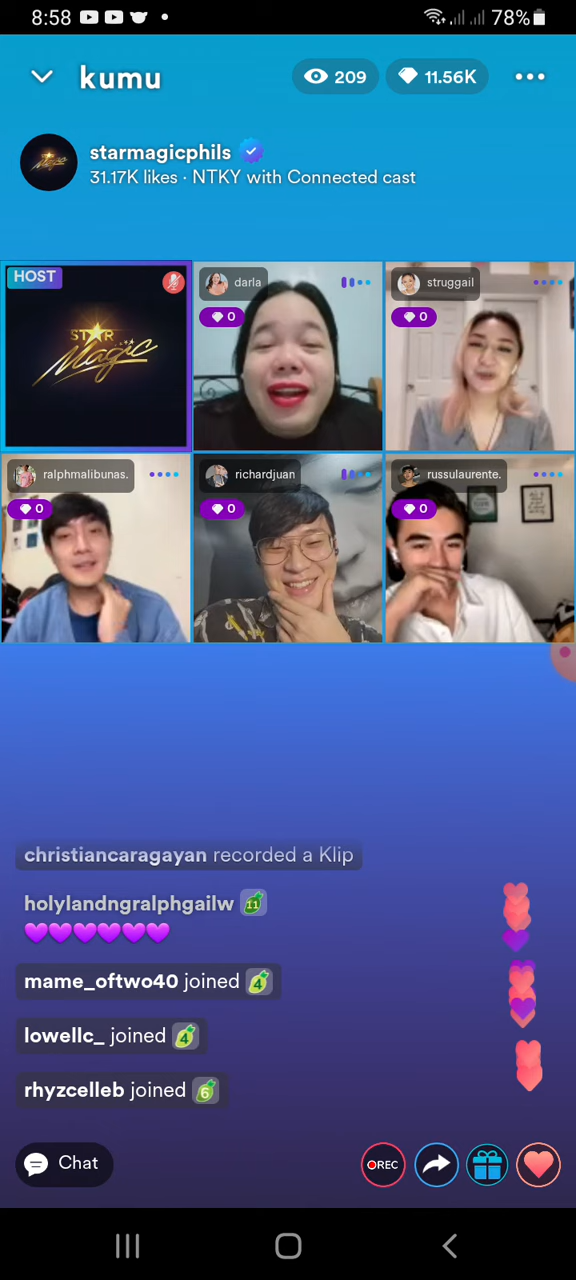 8:58
78%
kumu
209
11.56K
starmagicphils
31.17K likes · NTKY with Connected cast
HOST
STAR
Magic
darla
0
struggail
0
ralphmalibunas.
0
richardjuan
0
russulaurente.
0
christiancaragayan recorded a Klip
holylandngralphgailw 11
💜💜💜💜💜💜
mame_oftwo40 joined 4
lowellc_ joined 4
rhyzcelleb joined 6
Chat
REC